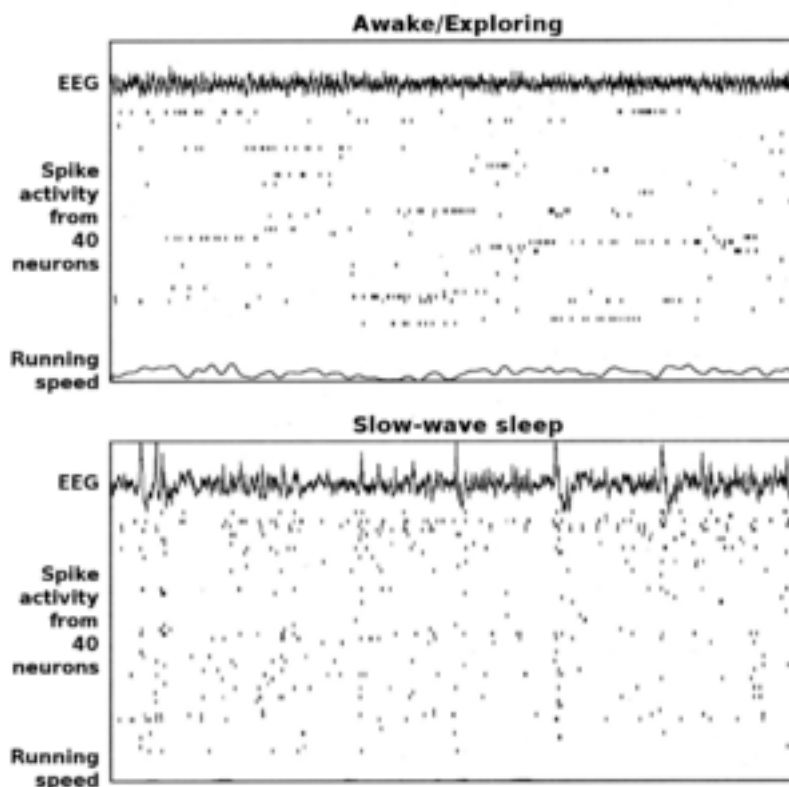 Awake/Exploring
EEG
Spike
activity
from
40
neurons
Running
speed
Slow-wave sleep
EEG
Spike
activity
from
40
neurons
Running
speed